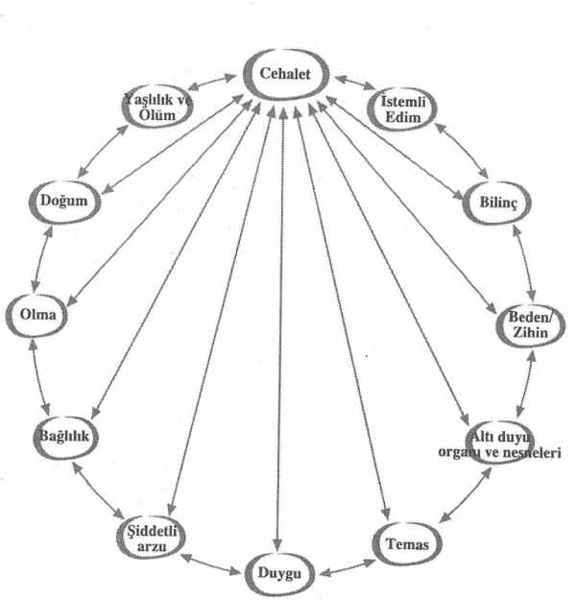 Cehalet
İstemli
Edim
Bilinç
Beden/
Zihin
Altı duyu
organı ve nesneleri
Temas
Duygu
Şiddetli
arzu
Bağlılık
Olma
Doğum
Yaşlılık ve
Ölüm